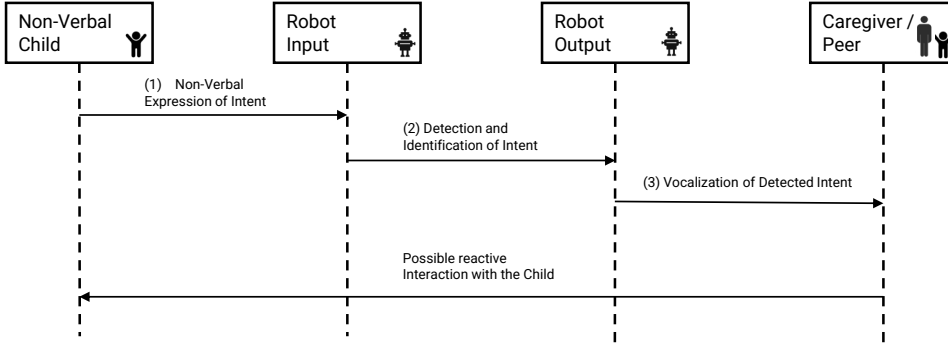 Non-Verbal
Child
Robot
Input
Robot
Output
Caregiver /
Peer
(1) Non-Verbal
Expression of Intent
(2) Detection and
Identification of Intent
(3) Vocalization of Detected Intent
Possible reactive
Interaction with the Child